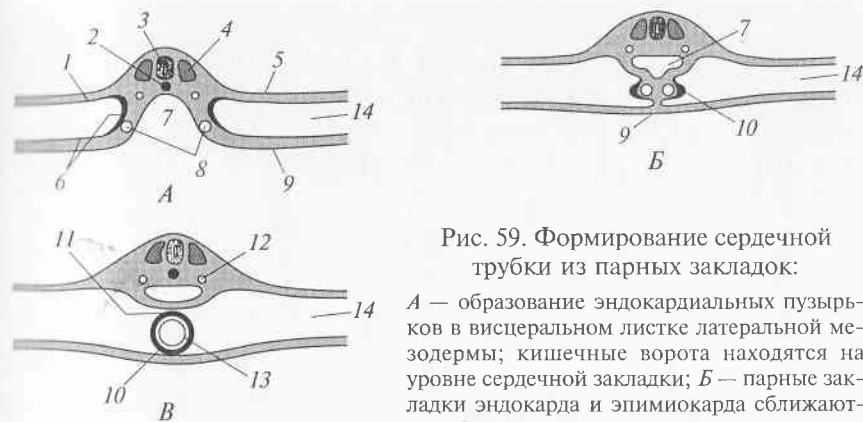 1
2
3
4
5
6
7
8
9
14
А
7
9
10
14
Б
11
12
10
13
14
В
Рис. 59. Формирование сердечной
трубки из парных закладок:
А — образование эндокардиальных пузырь-
ков в висцеральном листке латеральной ме-
зодермы; кишечные ворота находятся на
уровне сердечной закладки; Б — парные зак-
ладки эндокарда и эпимиокарда сближают-